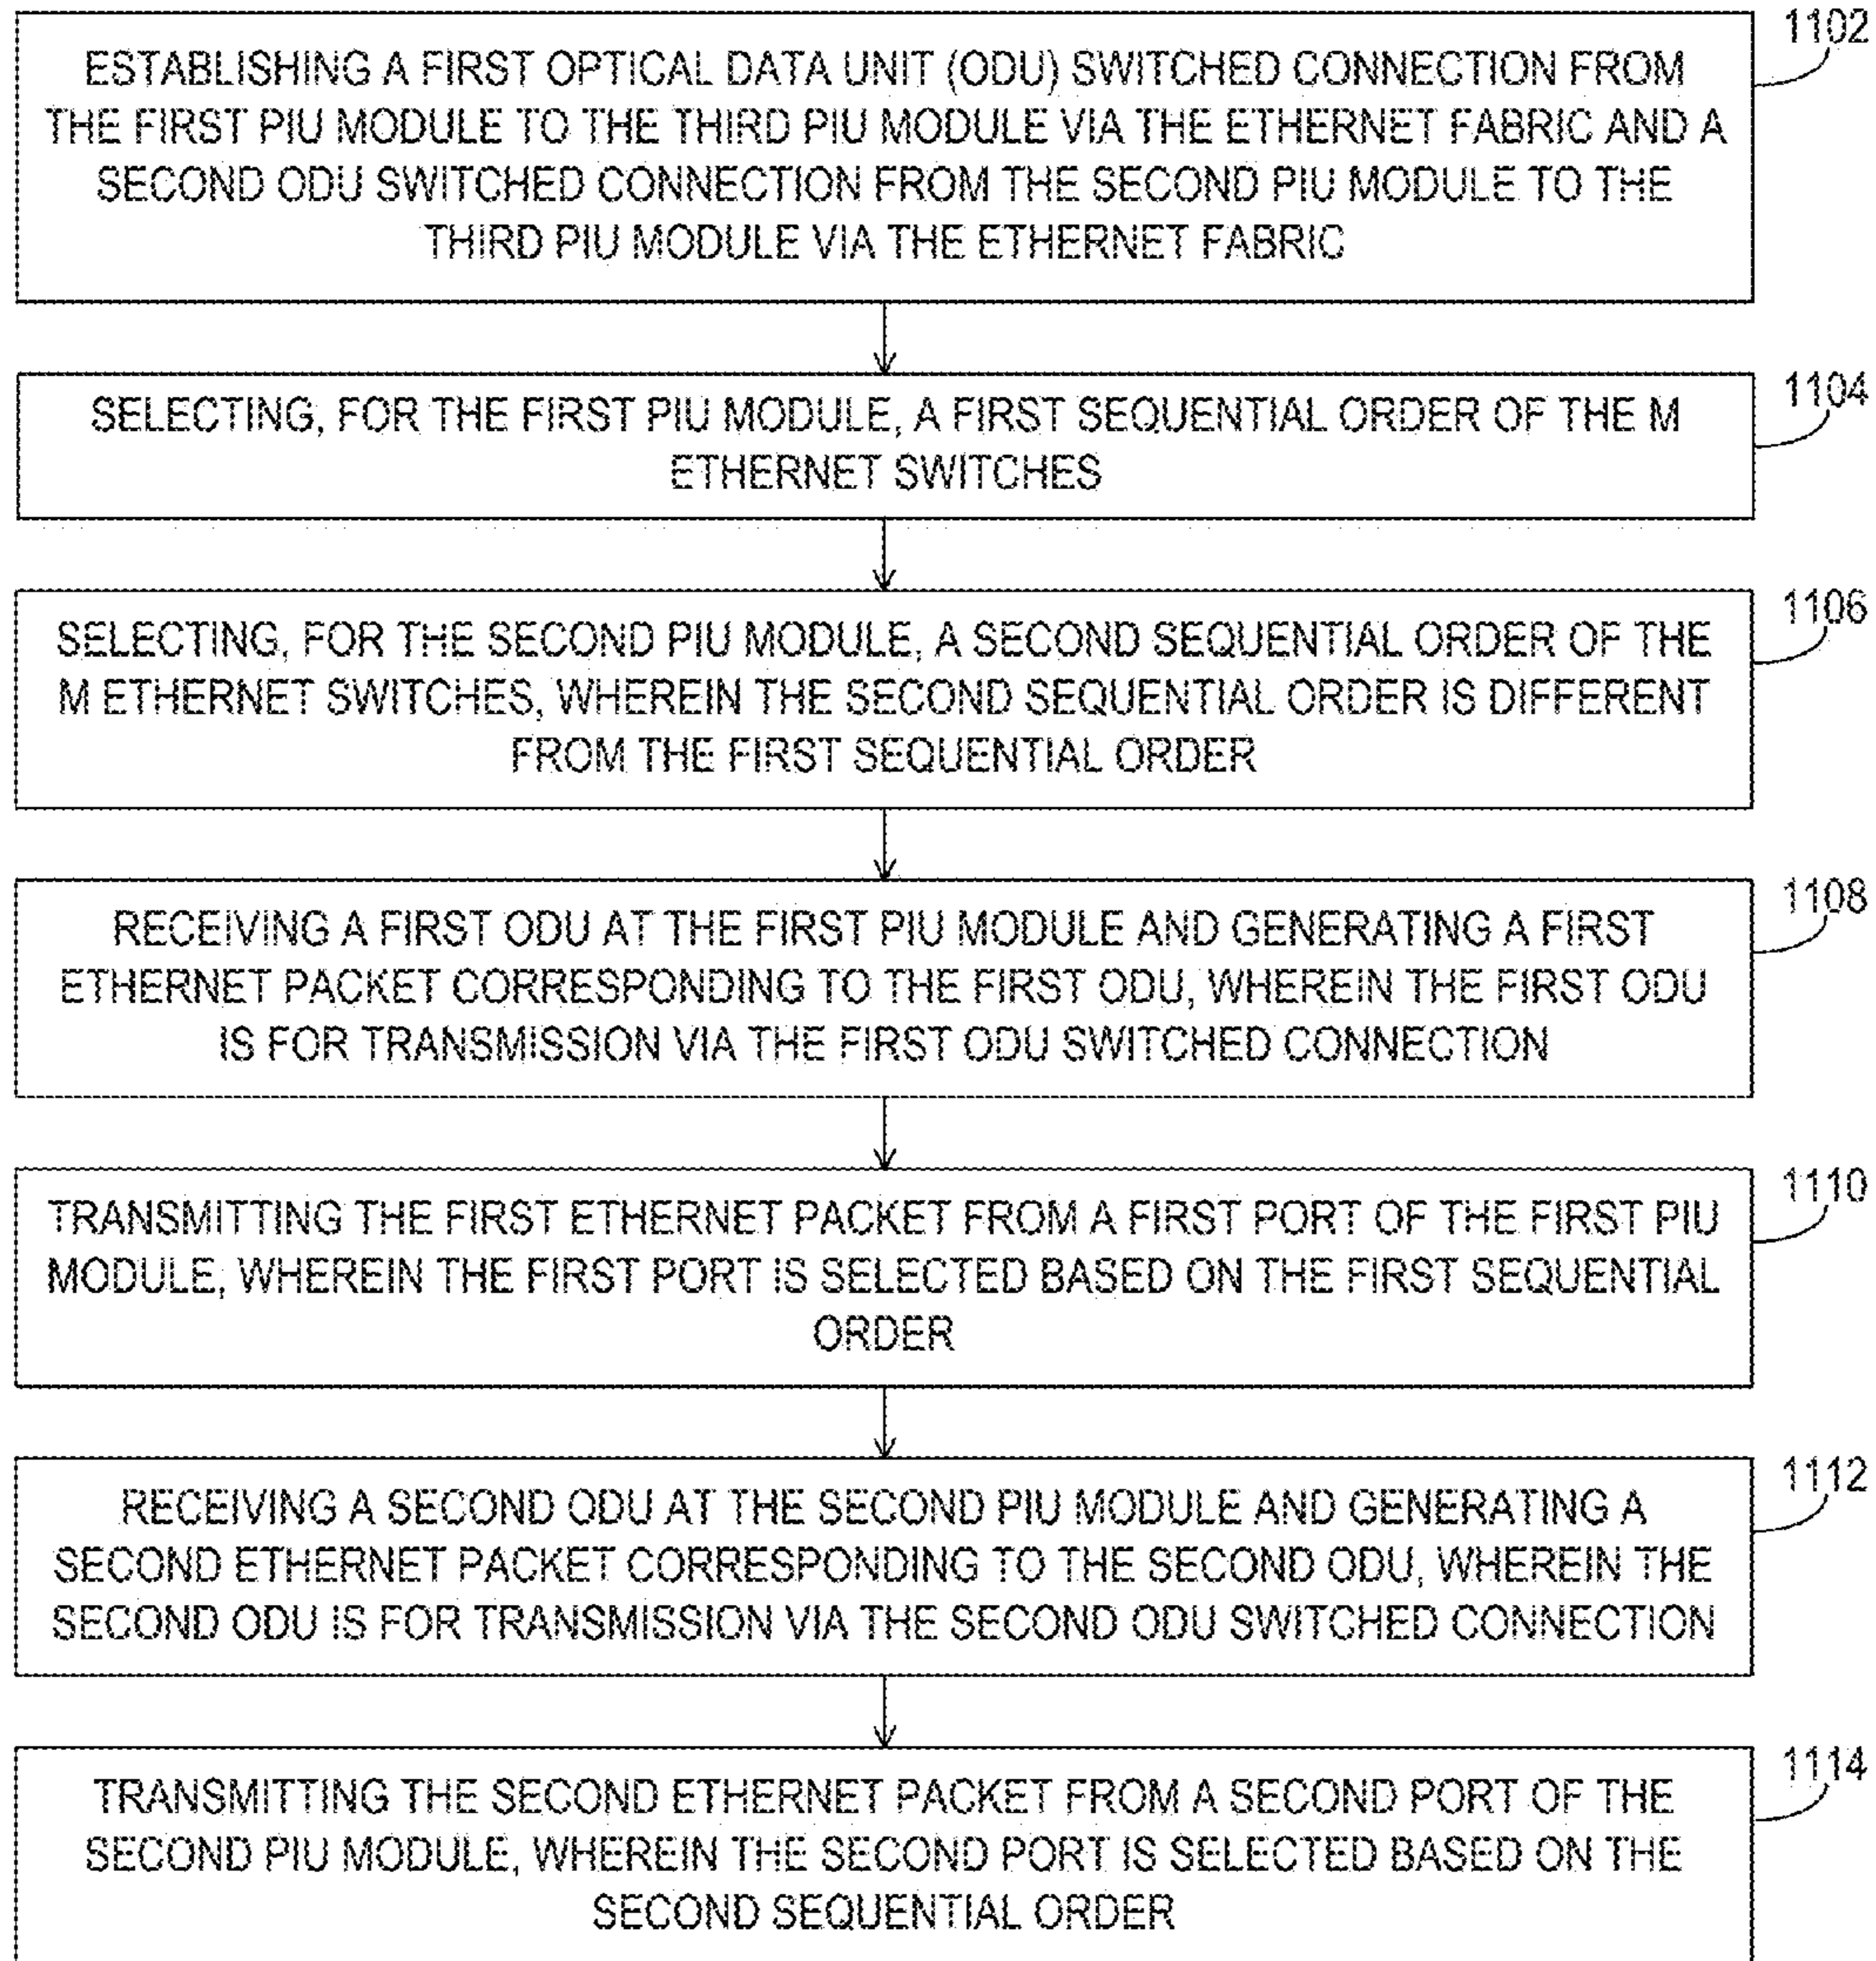 1102
ESTABLISHING A FIRST OPTICAL DATA UNIT (ODU) SWITCHED CONNECTION FROM
THE FIRST PIU MODULE TO THE THIRD PIU MODULE VIA THE ETHERNET FABRIC AND A
SECOND ODU SWITCHED CONNECTION FROM THE SECOND PIU MODULE TO THE
THIRD PIU MODULE VIA THE ETHERNET FABRIC
1104
SELECTING, FOR THE FIRST PIU MODULE, A FIRST SEQUENTIAL ORDER OF THE M
ETHERNET SWITCHES
1106
SELECTING, FOR THE SECOND PIU MODULE, A SECOND SEQUENTIAL ORDER OF THE
M ETHERNET SWITCHES, WHEREIN THE SECOND SEQUENTIAL ORDER IS DIFFERENT
FROM THE FIRST SEQUENTIAL ORDER
1108
RECEIVING A FIRST ODU AT THE FIRST PIU MODULE AND GENERATING A FIRST
ETHERNET PACKET CORRESPONDING TO THE FIRST ODU, WHEREIN THE FIRST ODU
IS FOR TRANSMISSION VIA THE FIRST ODU SWITCHED CONNECTION
1110
TRANSMITTING THE FIRST ETHERNET PACKET FROM A FIRST PORT OF THE FIRST PIU
MODULE, WHEREIN THE FIRST PORT IS SELECTED BASED ON THE FIRST SEQUENTIAL
ORDER
1112
RECEIVING A SECOND ODU AT THE SECOND PIU MODULE AND GENERATING A
SECOND ETHERNET PACKET CORRESPONDING TO THE SECOND ODU, WHEREIN THE
SECOND ODU IS FOR TRANSMISSION VIA THE SECOND ODU SWITCHED CONNECTION
1114
TRANSMITTING THE SECOND ETHERNET PACKET FROM A SECOND PORT OF THE
SECOND PIU MODULE, WHEREIN THE SECOND PORT IS SELECTED BASED ON THE
SECOND SEQUENTIAL ORDER